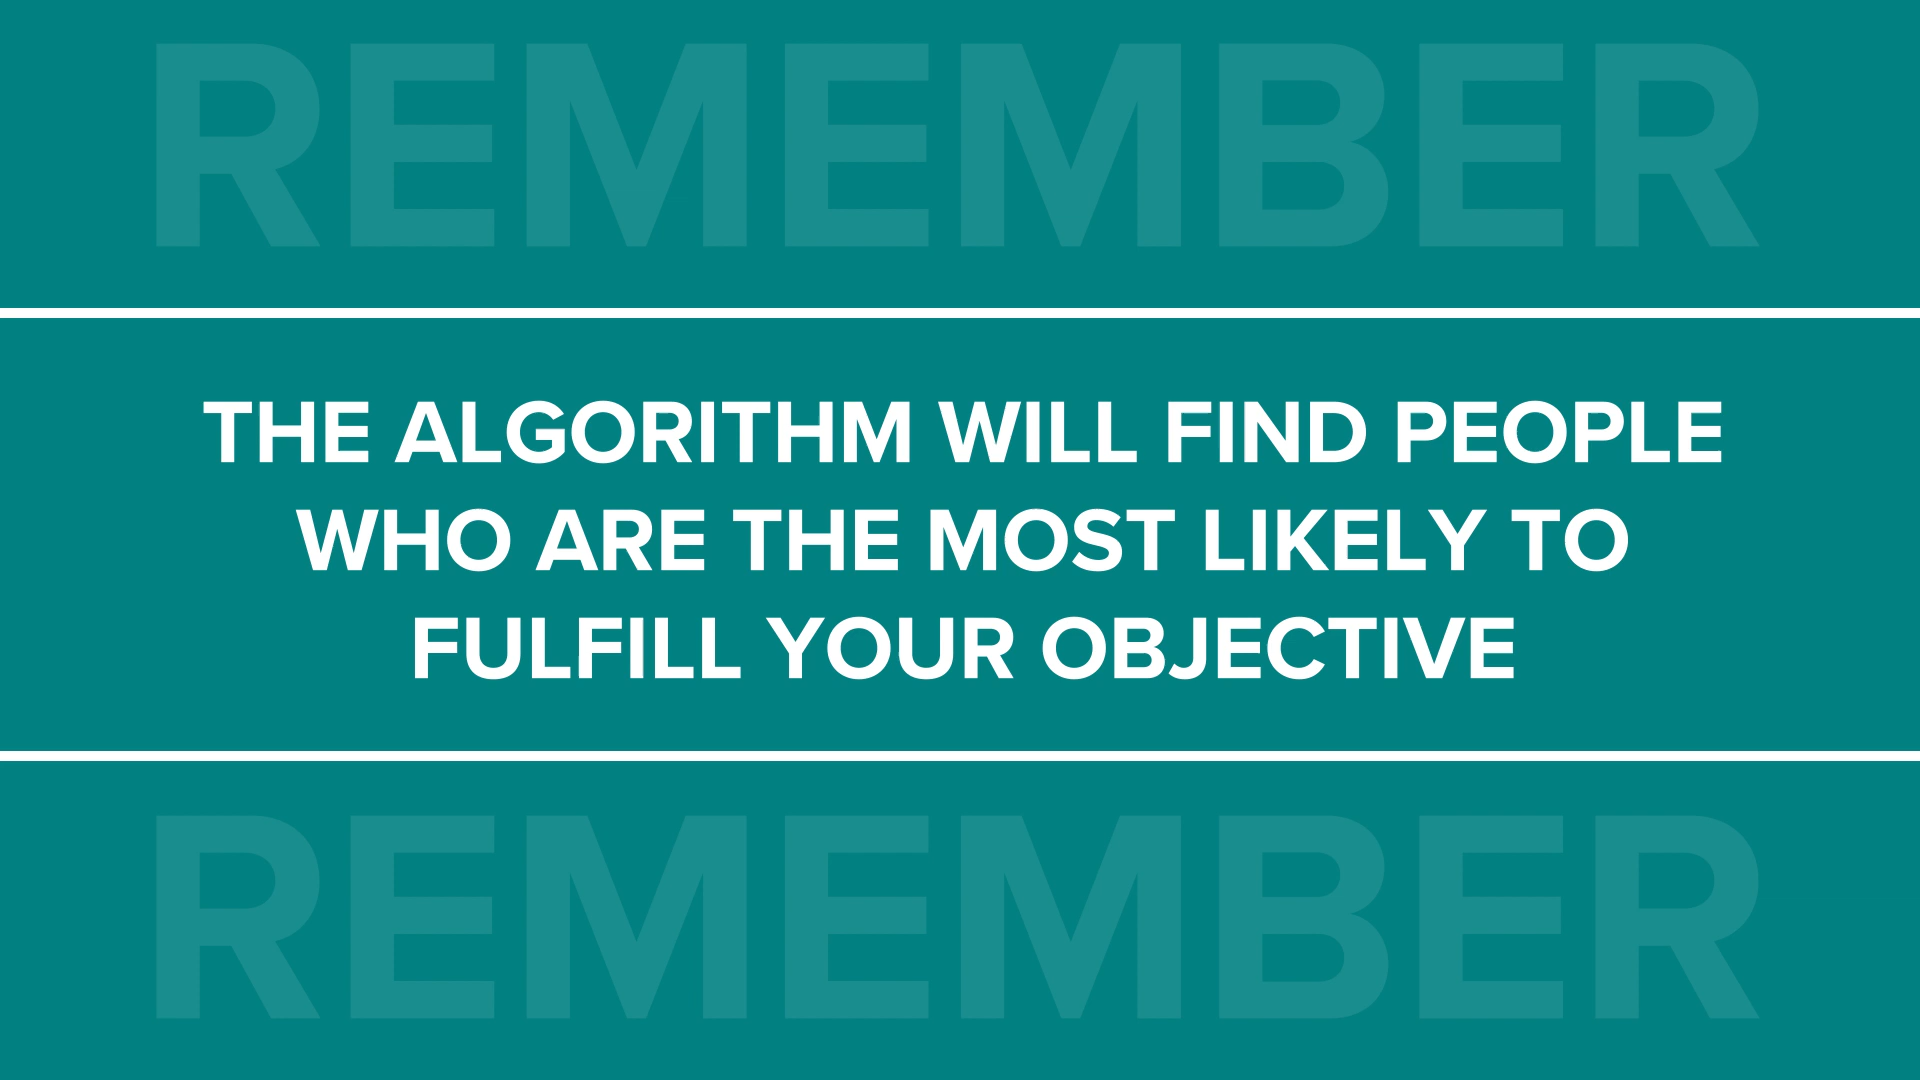 REMEMBER
THE ALGORITHM WILL FIND PEOPLE
WHO ARE THE MOST LIKELY TO
FULFILL YOUR OBJECTIVE
REMEMBER